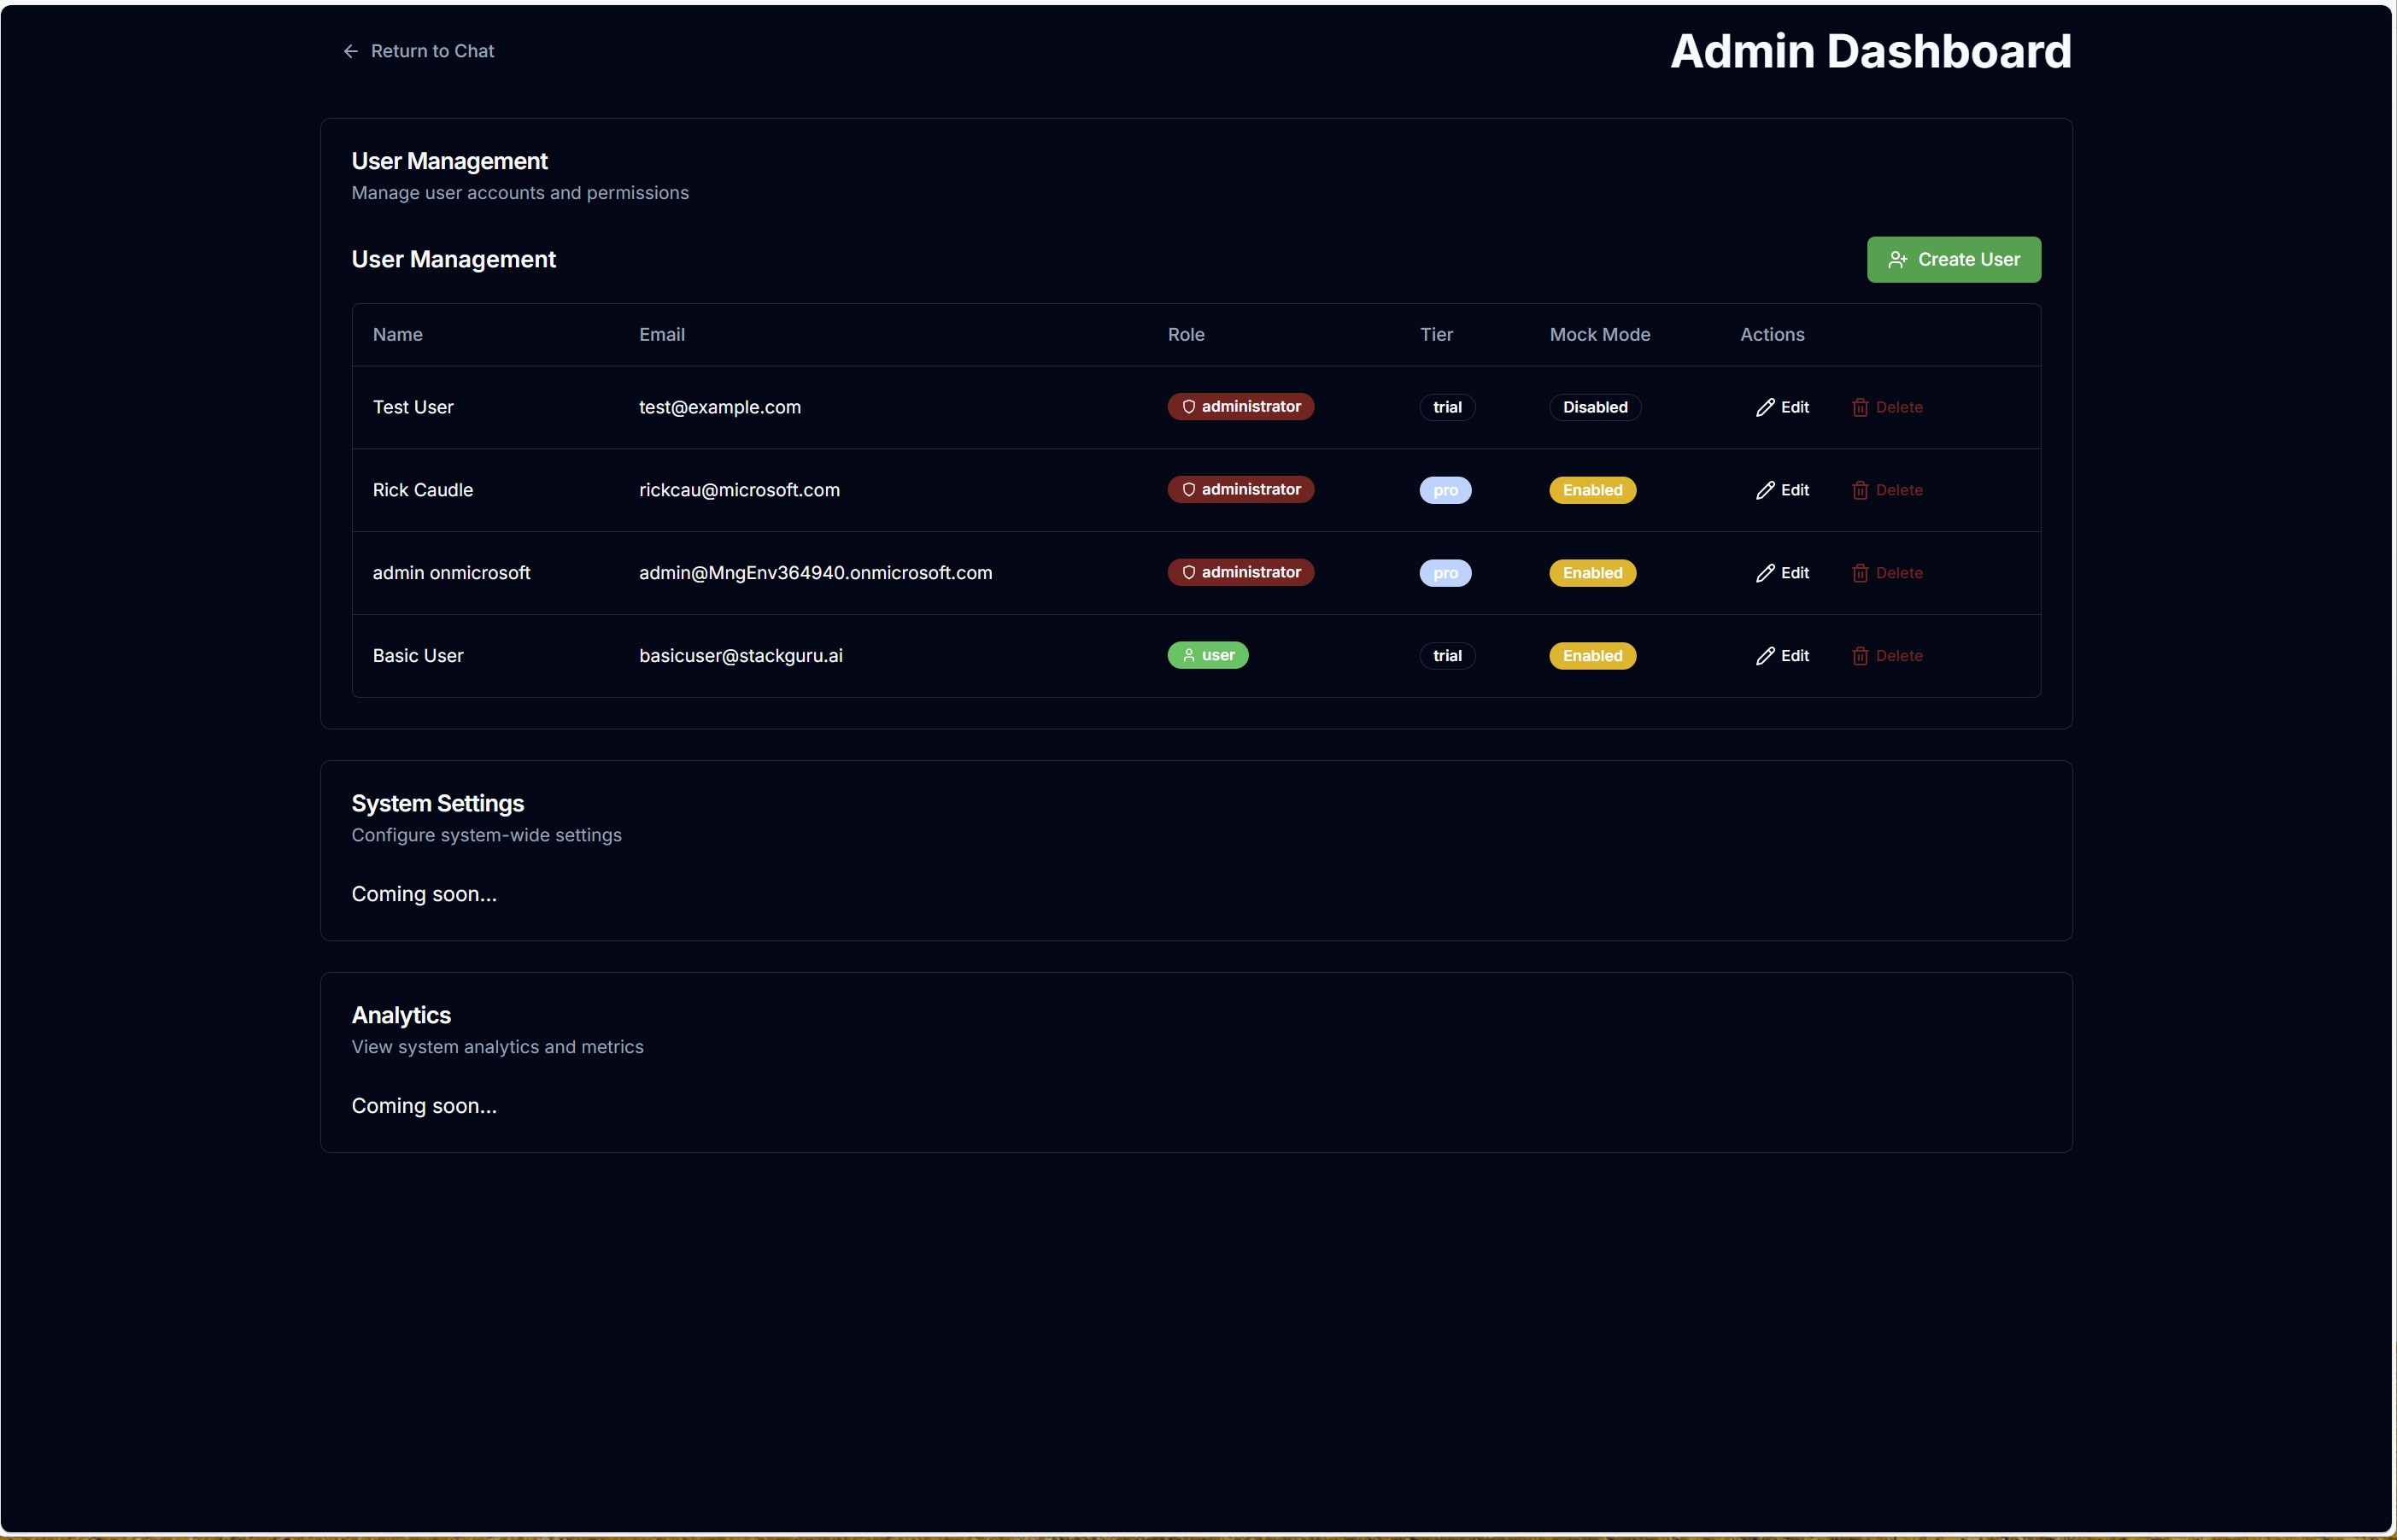 Return to Chat
Admin Dashboard
User Management
Manage user accounts and permissions
User Management
Create User
Name Email Role Tier Mock Mode Actions
Test User test@example.com administrator trial Disabled Edit Delete
Rick Caudle rickcau@microsoft.com administrator pro Enabled Edit Delete
admin onmicrosoft admin@MngEnv364940.onmicrosoft.com administrator pro Enabled Edit Delete
Basic User basicuser@stackguru.ai user trial Enabled Edit Delete
System Settings
Configure system-wide settings
Coming soon...
Analytics
View system analytics and metrics
Coming soon...